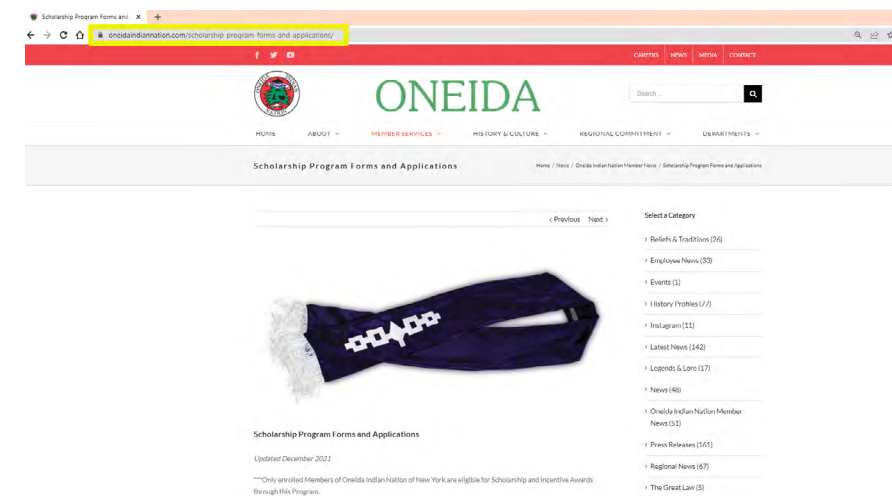 Scholarship Program Forms and
oneidaindiannation.com/scholarship-program-forms-and-applications/
CAREERS NEWS MEDIA CONTACT
ONEIDA INDIAN NATION
ONEIDA
Search ...
HOME ABOUT MEMBER SERVICES HISTORY & CULTURE REGIONAL COMMITMENT DEPARTMENTS
Scholarship Program Forms and Applications
Home / News / Oneida Indian Nation Member News / Scholarship Program Forms and Applications
‹ Previous Next ›
Select a Category
› Beliefs & Traditions (26)
› Employee News (33)
› Events (1)
› History Profiles (77)
› Instagram (11)
› Latest News (142)
› Legends & Lore (17)
› News (48)
› Oneida Indian Nation Member
News (51)
› Press Releases (161)
› Regional News (67)
› The Great Law (5)
Scholarship Program Forms and Applications
Updated December 2021
***Only enrolled Members of Oneida Indian Nation of New York are eligible for Scholarship and Incentive Awards
through this Program.